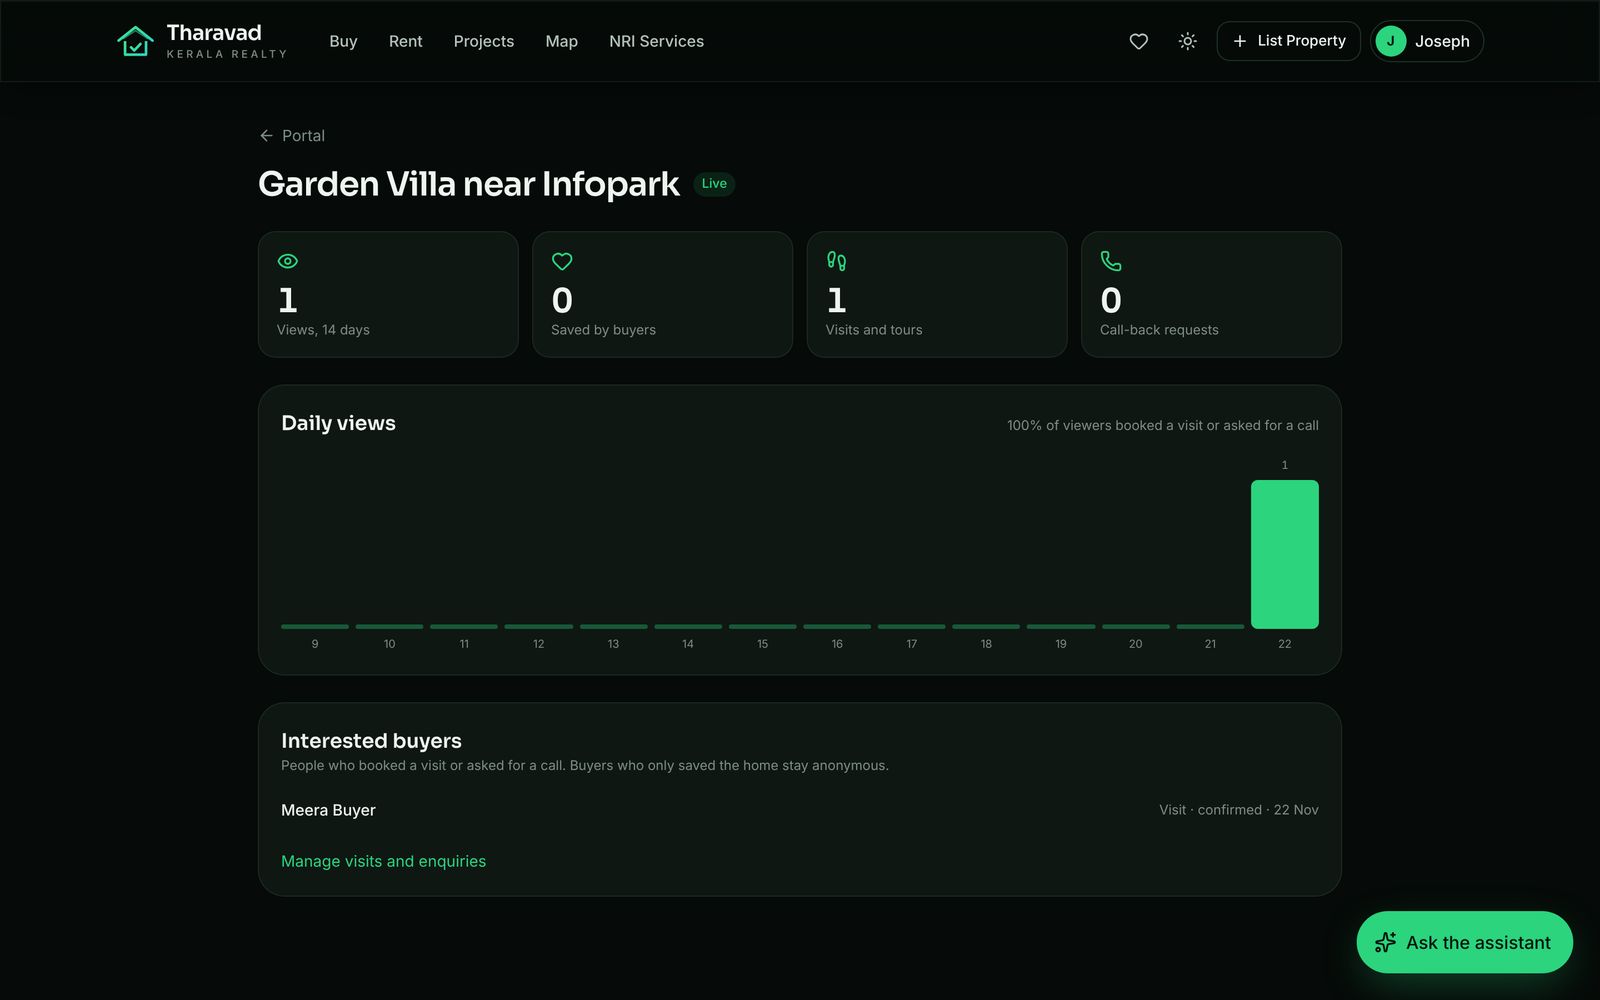 Tharavad
KERALA REALTY
Buy
Rent
Projects
Map
NRI Services
List Property
J
Joseph
Portal
Garden Villa near Infopark
Live
1
Views, 14 days
0
Saved by buyers
1
Visits and tours
0
Call-back requests
Daily views
100% of viewers booked a visit or asked for a call
1
9 10 11 12 13 14 15 16 17 18 19 20 21 22
Interested buyers
People who booked a visit or asked for a call. Buyers who only saved the home stay anonymous.
Meera Buyer
Visit · confirmed · 22 Nov
Manage visits and enquiries
Ask the assistant